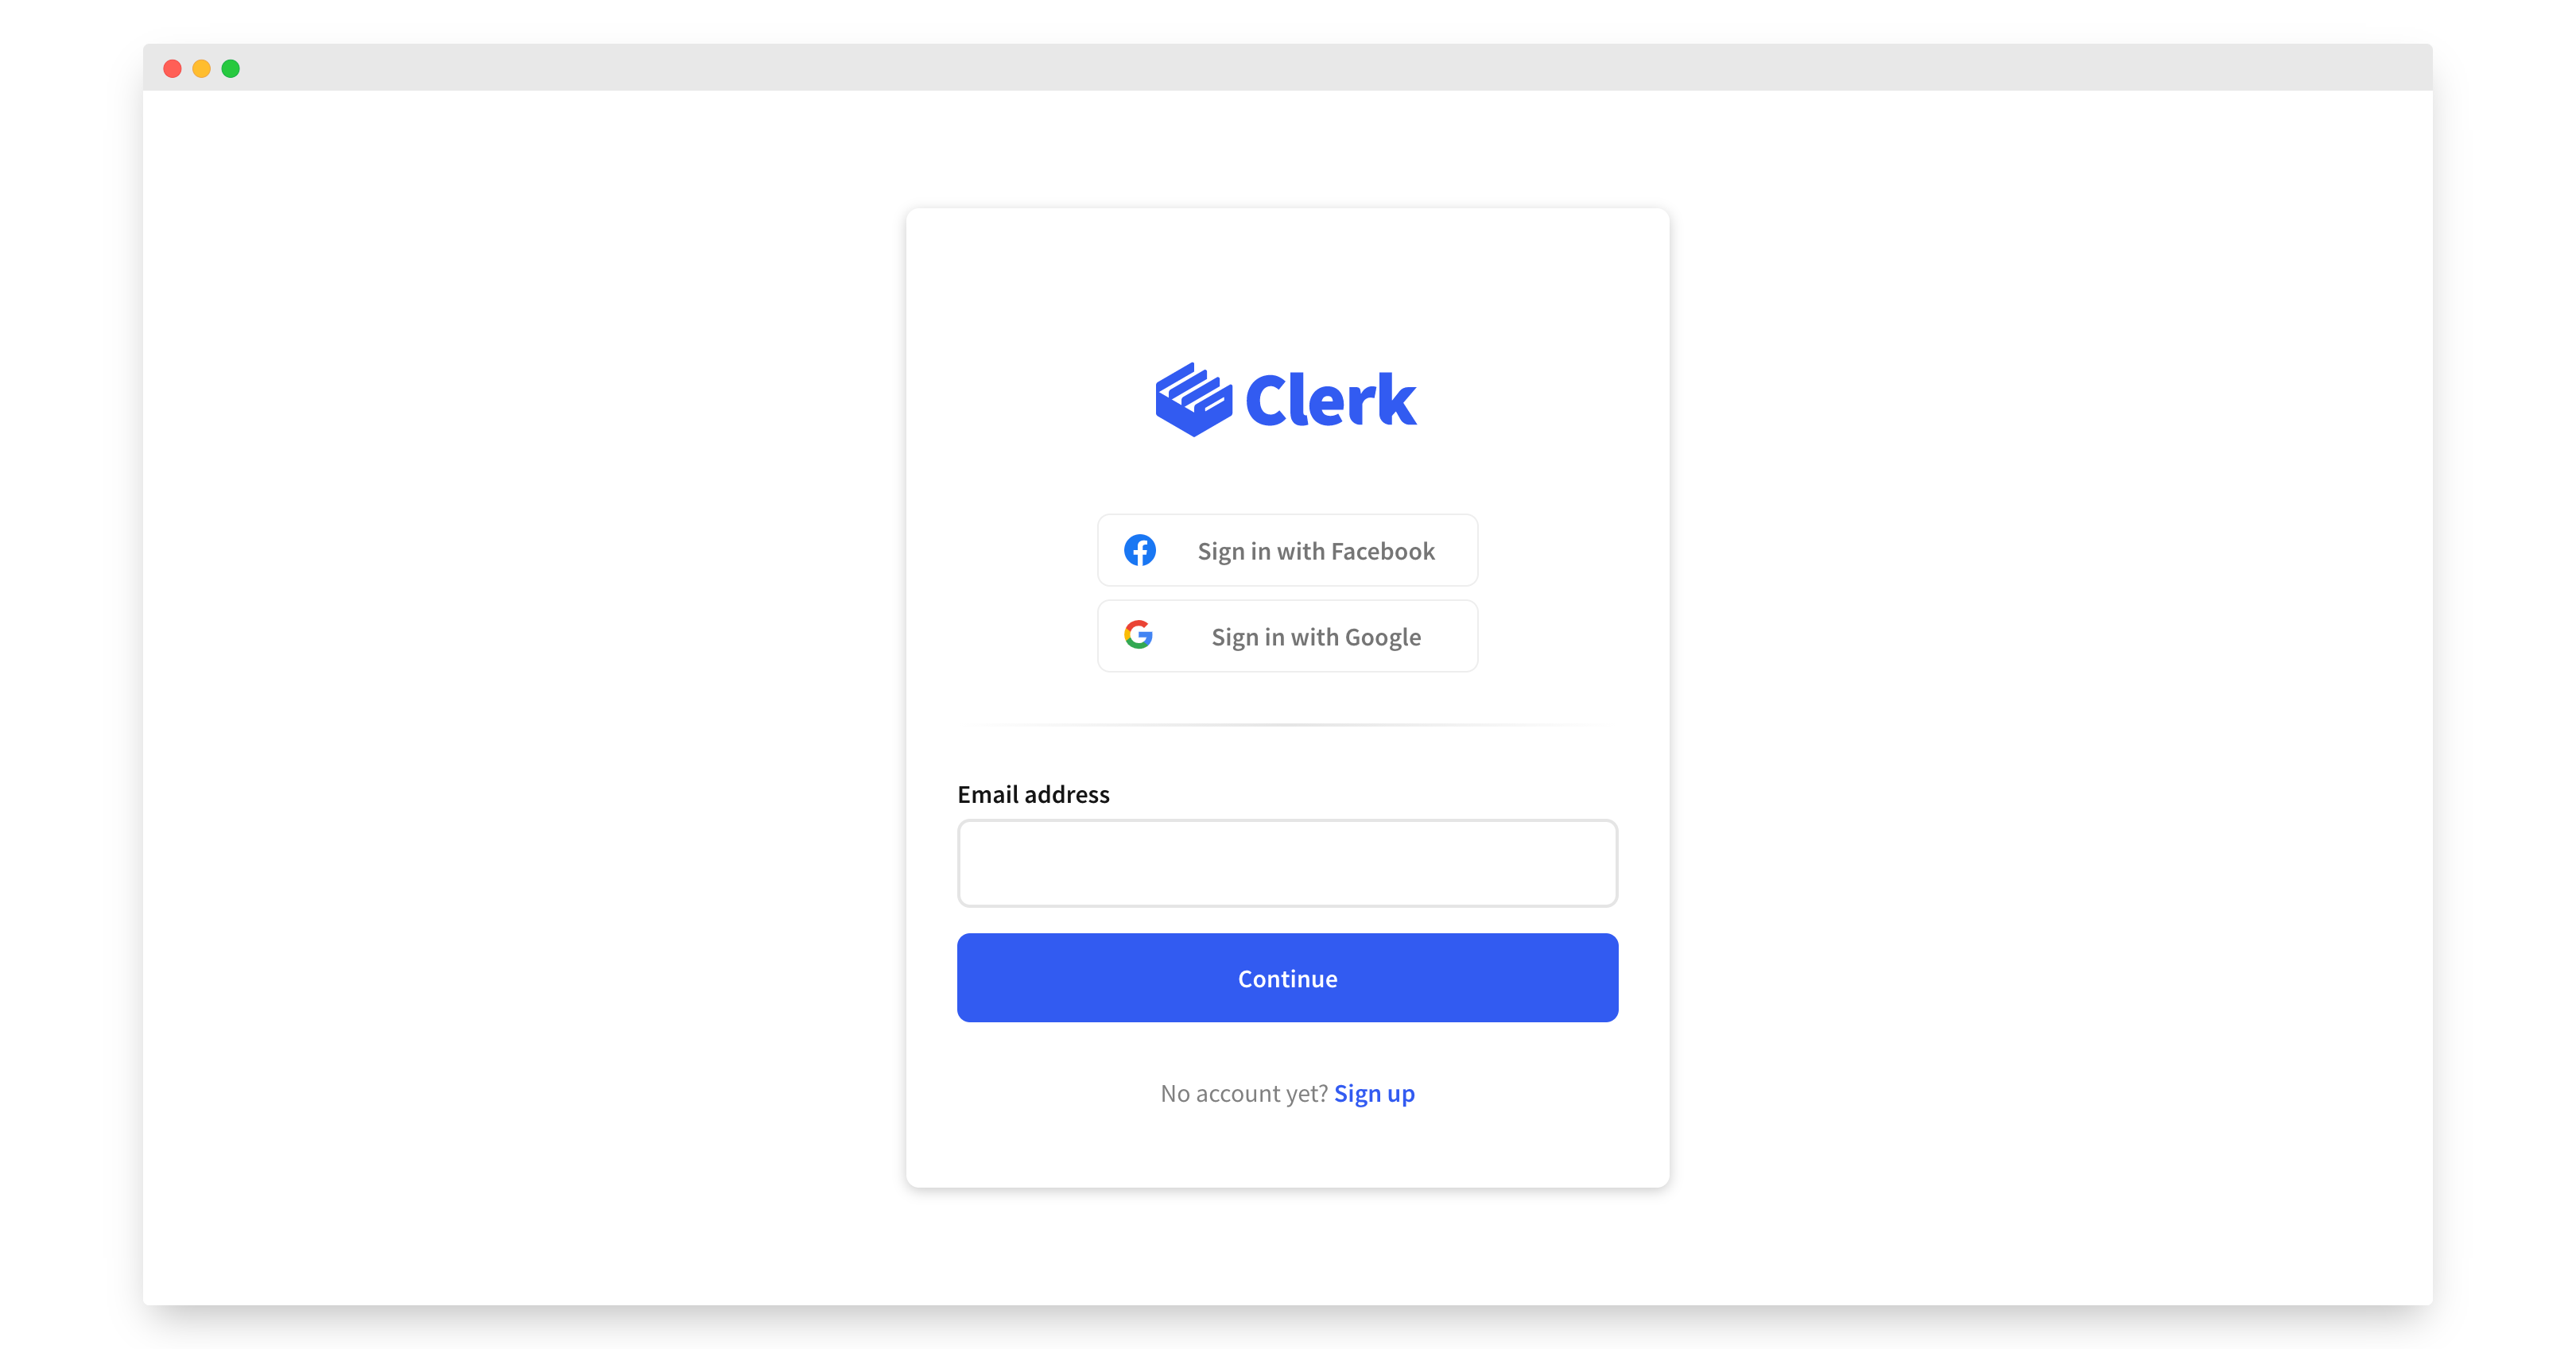 Clerk
Sign in with Facebook
Sign in with Google
Email address
Continue
No account yet? Sign up